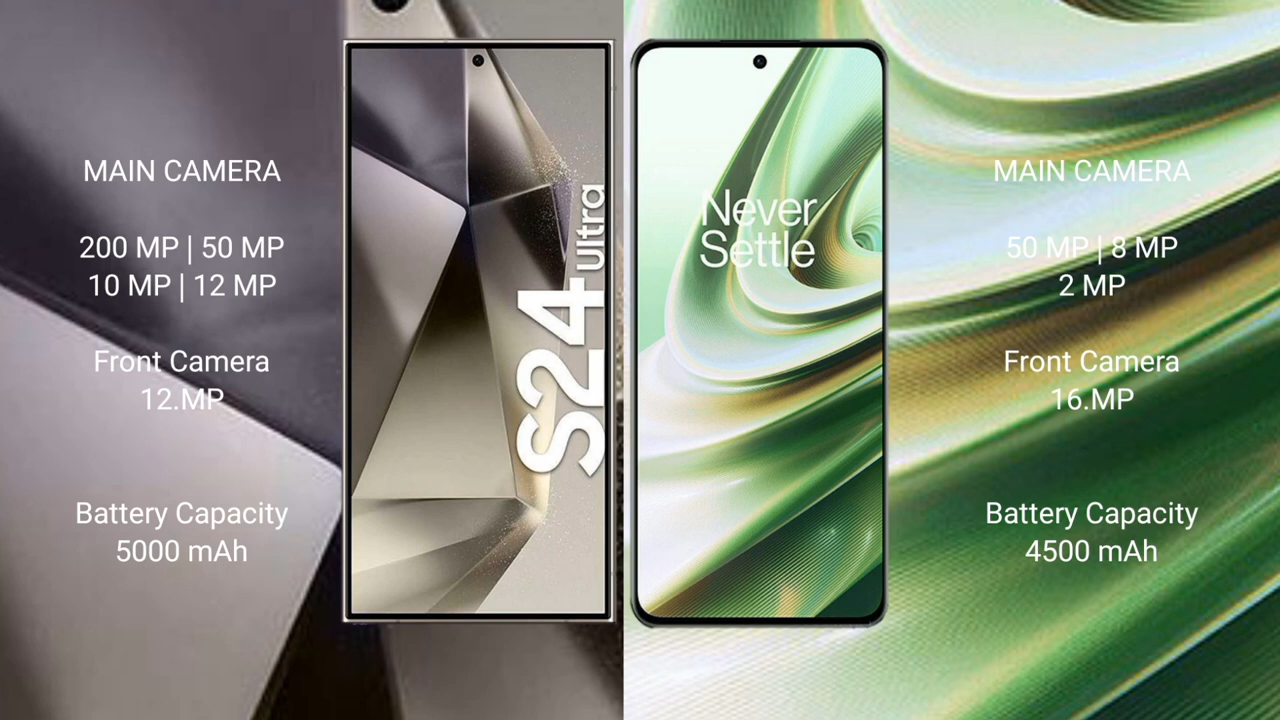 MAIN CAMERA
200 MP | 50 MP
10 MP | 12 MP
Front Camera
12.MP
Battery Capacity
5000 mAh
S24 Ultra
Never
Settle
MAIN CAMERA
50 MP | 8 MP
2 MP
Front Camera
16.MP
Battery Capacity
4500 mAh